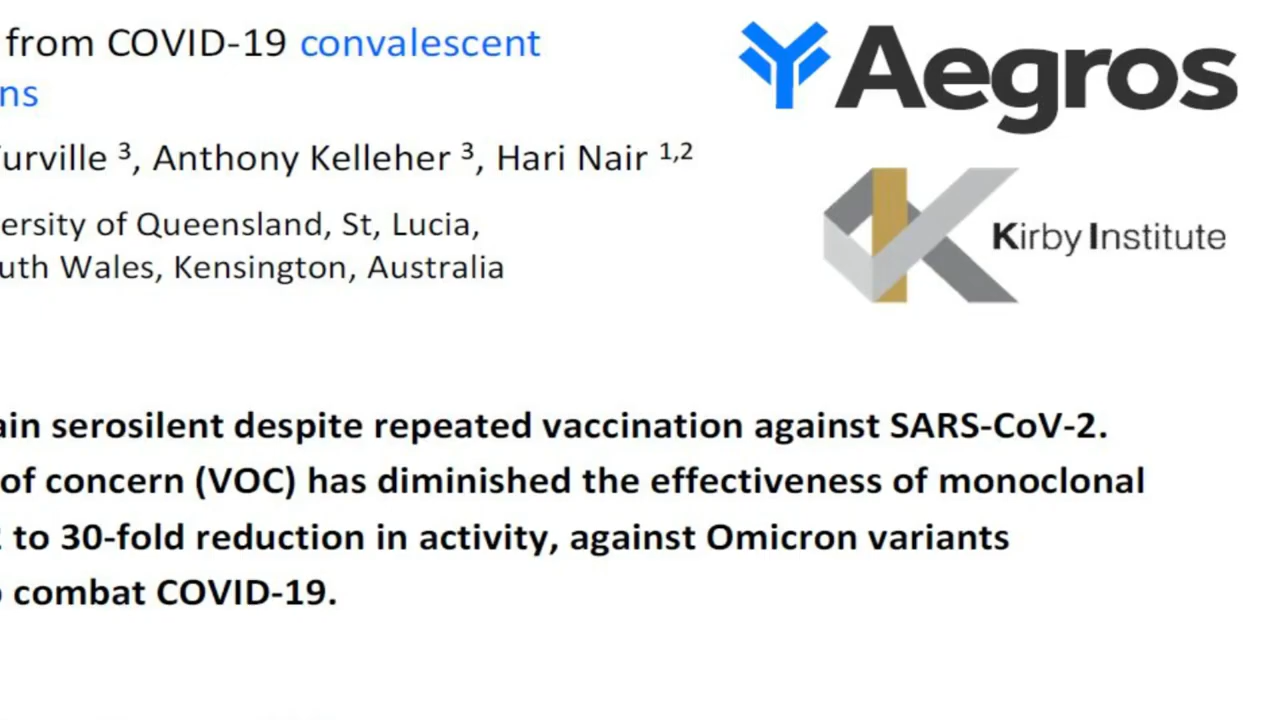 from COVID-19 convalescent
ns
Aegros
urville ³, Anthony Kelleher ³, Hari Nair ¹,²
ersity of Queensland, St, Lucia,
uth Wales, Kensington, Australia
Kirby Institute
ain serosilent despite repeated vaccination against SARS-CoV-2.
of concern (VOC) has diminished the effectiveness of monoclonal
to 30-fold reduction in activity, against Omicron variants
combat COVID-19.